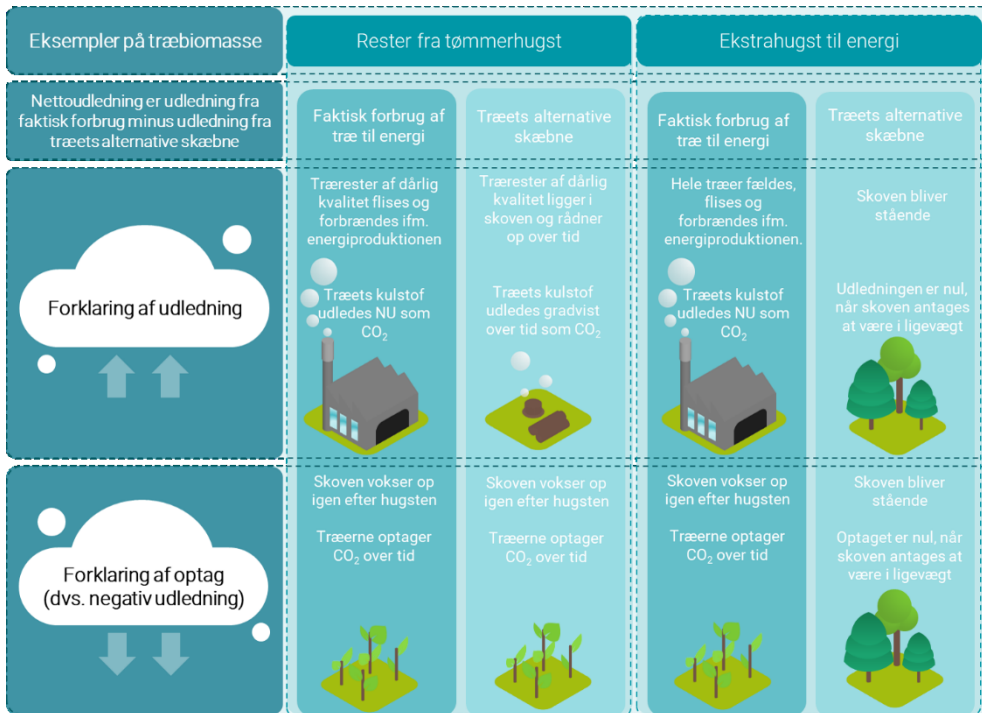 Eksempler på træbiomasse
Rester fra tømmerhugst
Ekstrahugst til energi
Nettoudledning er udledning fra
faktisk forbrug minus udledning fra
træets alternative skæbne
Faktisk forbrug af
træ til energi
Træets alternative
skæbne
Faktisk forbrug af
træ til energi
Træets alternative
skæbne
Forklaring af udledning
Trærester af dårlig
kvalitet flises og
forbrændes ifm.
energiproduktionen
Træets kulstof
udledes NU som
CO₂
Trærester af dårlig
kvalitet ligger i
skoven og rådner
op over tid
Træets kulstof
udledes gradvist
over tid som CO₂
Hele træer fældes,
flises og
forbrændes ifm.
energiproduktionen.
Træets kulstof
udledes NU som
CO₂
Skoven bliver
stående
Udledningen er nul,
når skoven antages
at være i ligevægt
Forklaring af optag
(dvs. negativ udledning)
Skoven vokser op
igen efter hugsten
Træerne optager
CO₂ over tid
Skoven vokser op
igen efter hugsten
Træerne optager
CO₂ over tid
Skoven vokser op
igen efter hugsten
Træerne optager
CO₂ over tid
Skoven bliver
stående
Optaget er nul, når
skoven antages at
være i ligevægt